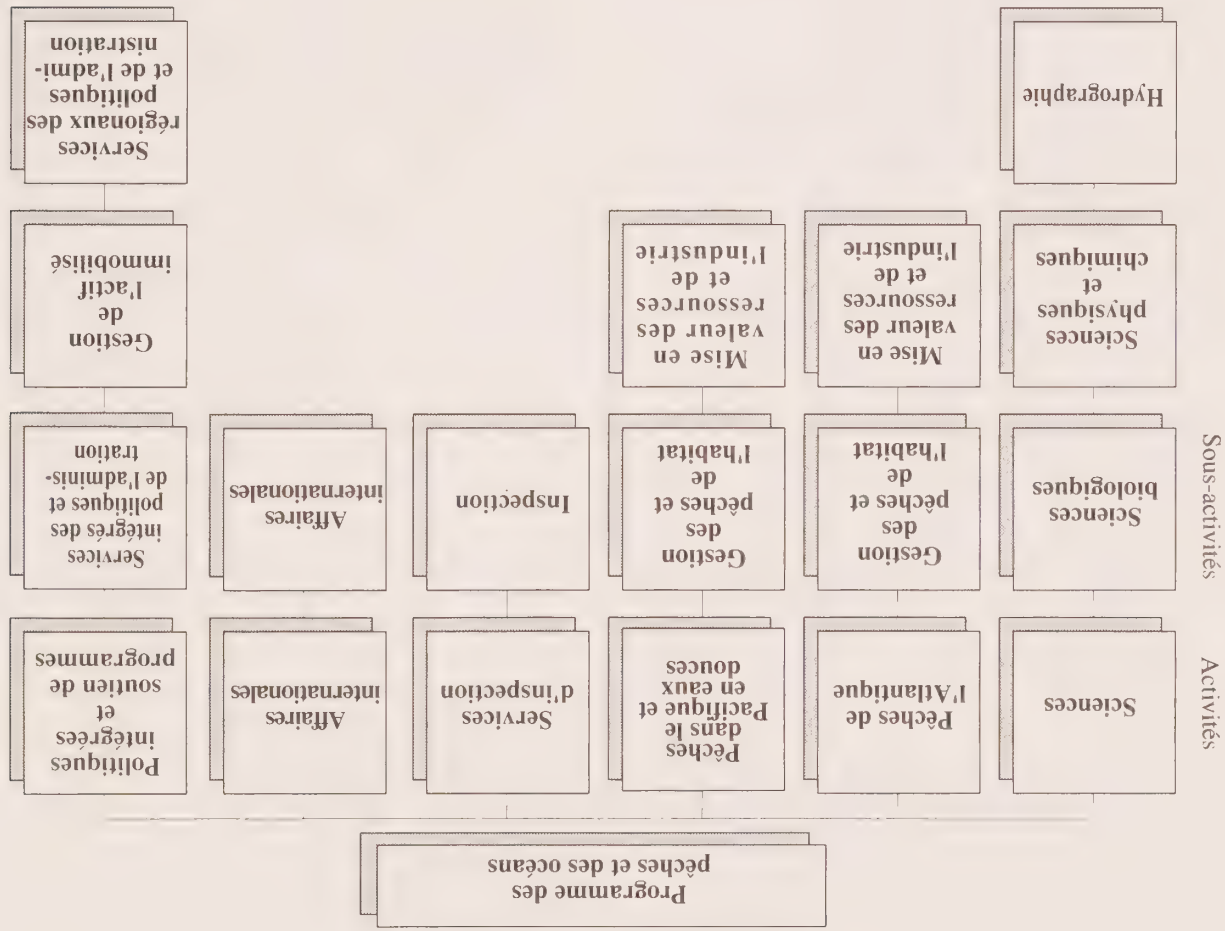 Programme des
pêches et des océans
Activités
Sciences
Pêches de
l'Atlantique
Pêches
dans le
Pacifique et
en eaux
douces
Services
d'inspection
Affaires
internationales
Politiques
intégrées
et
soutien de
programmes
Sous-activités
Sciences
biologiques
Gestion
des
pêches et
de
l'habitat
Gestion
des
pêches et
de
l'habitat
Inspection
Affaires
internationales
Services
intégrés des
politiques et
de l'adminis-
tration
Sciences
physiques
et
chimiques
Mise en
valeur des
ressources
et de
l'industrie
Mise en
valeur des
ressources
et de
l'industrie
Gestion
de
l'actif
immobilisé
Hydrographie
Services
régionaux des
politiques
et de l'admi-
nistration